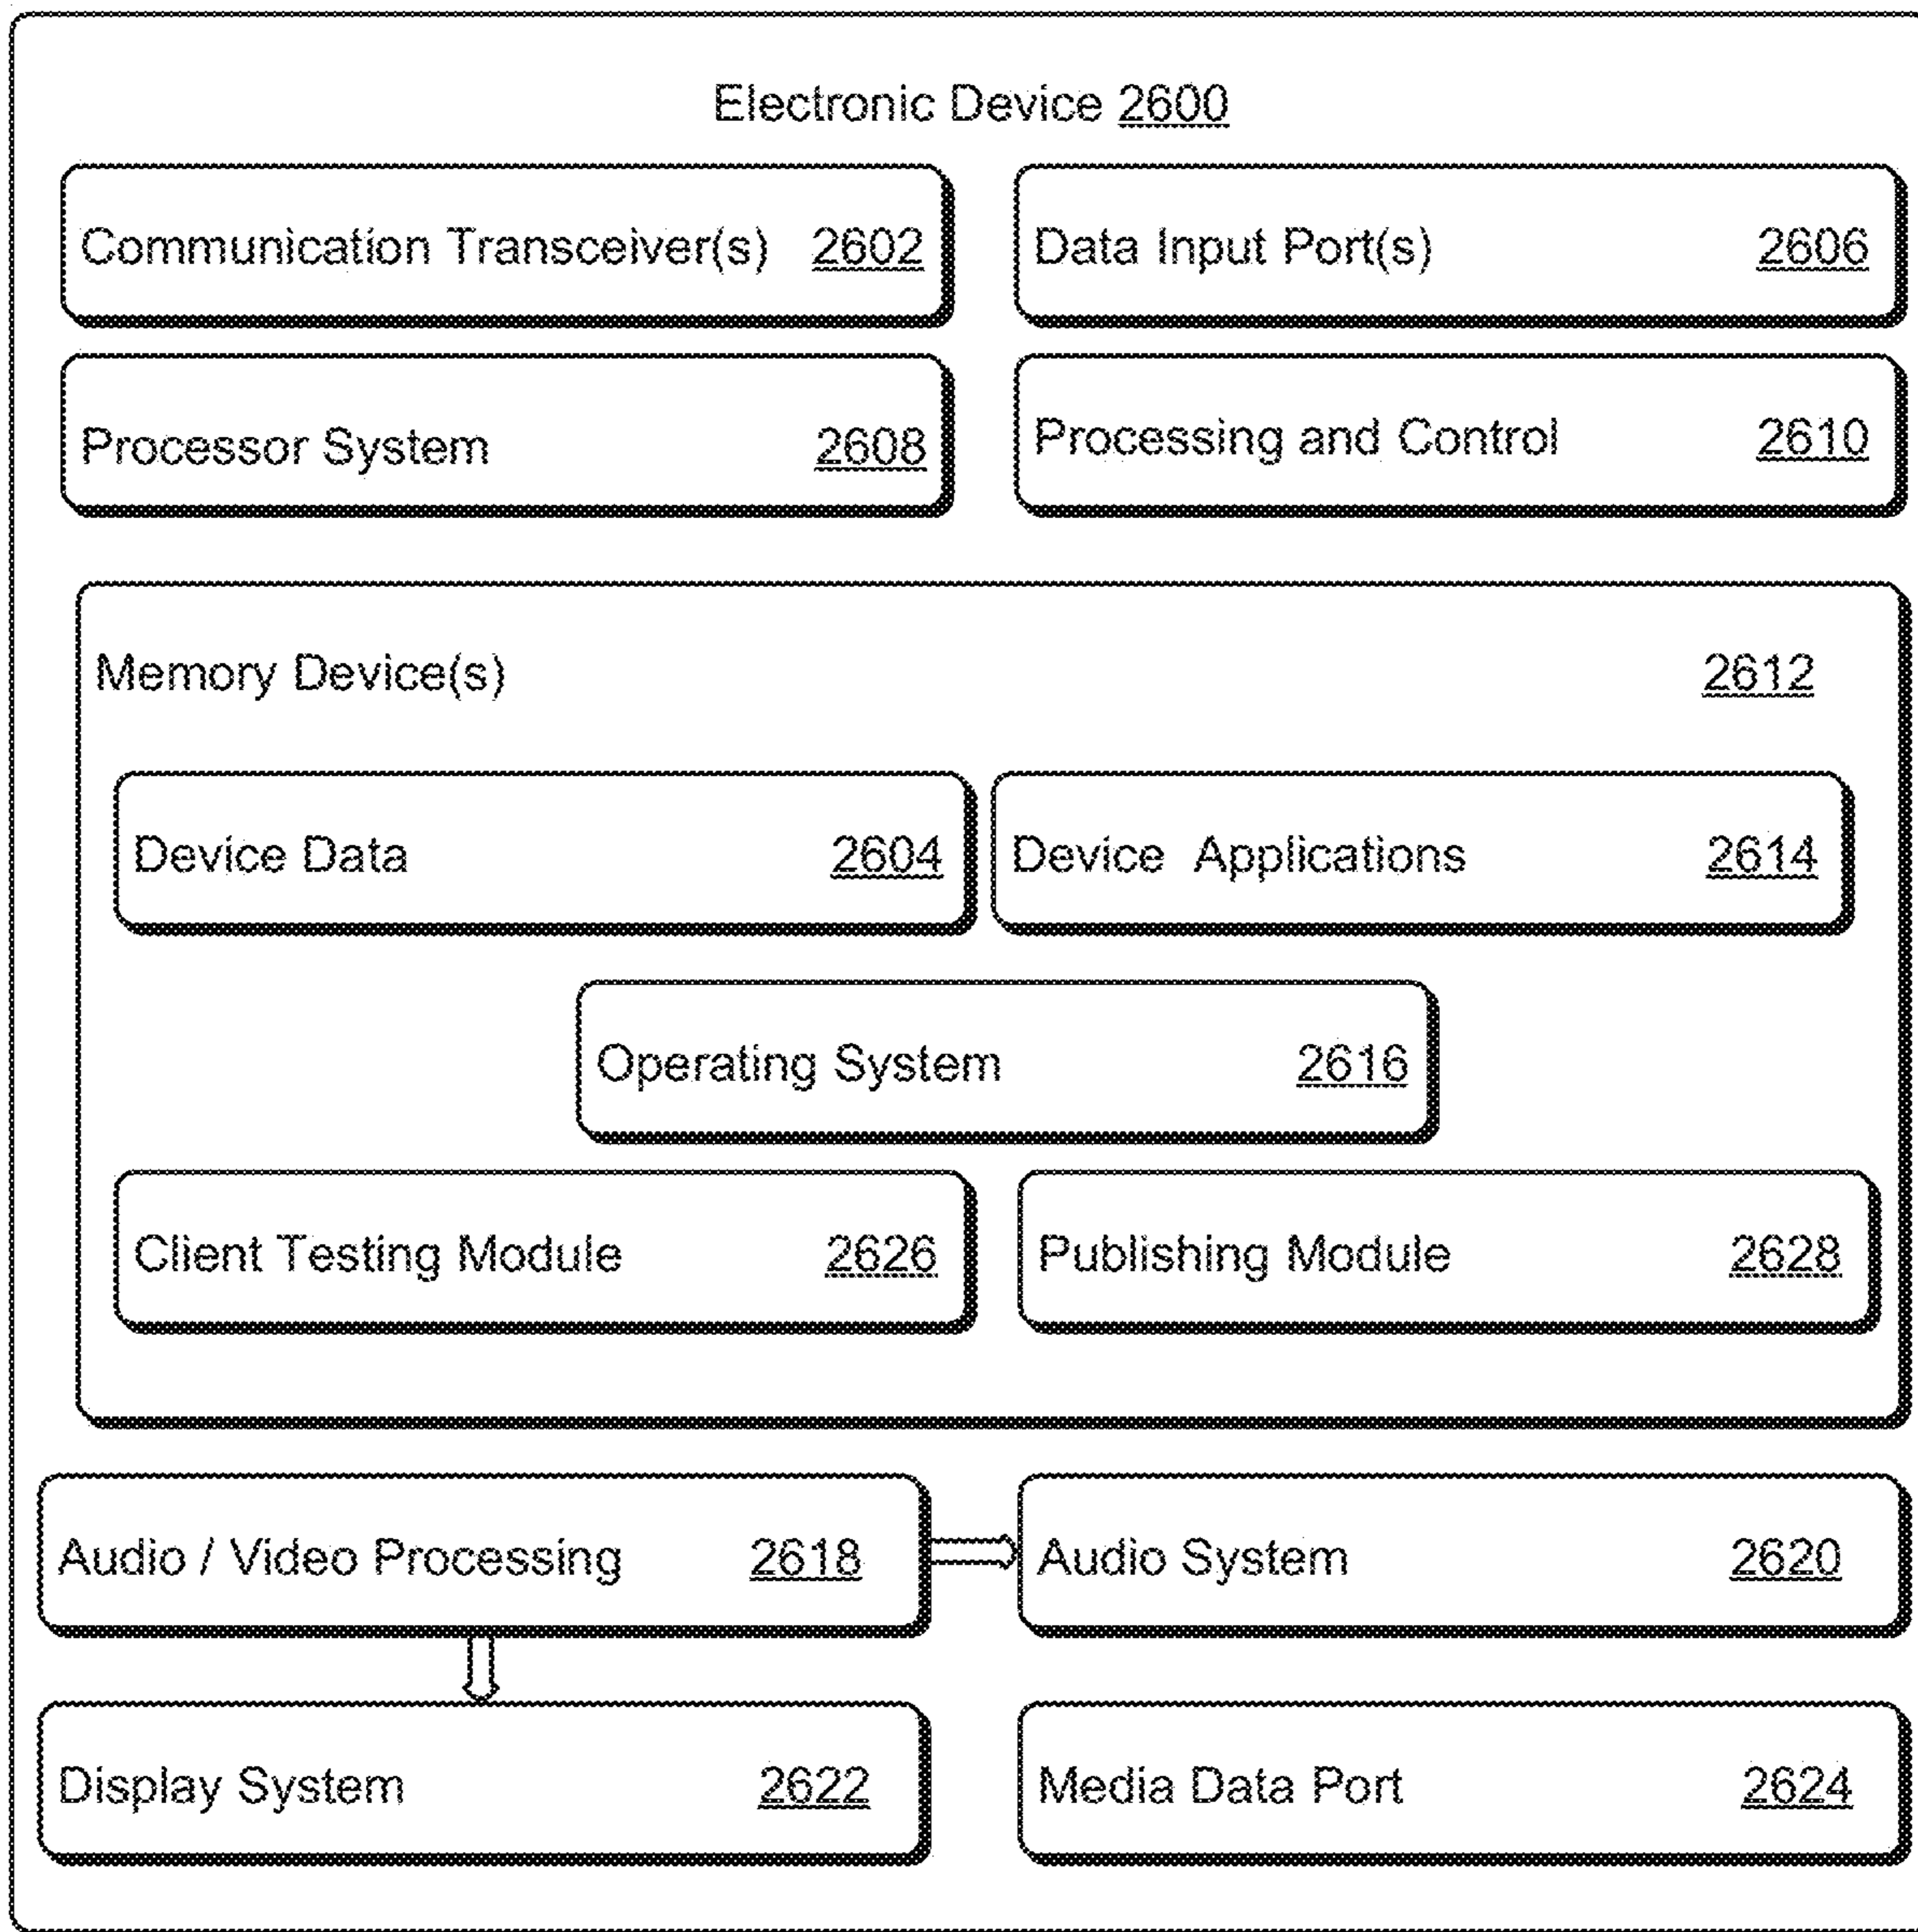 Electronic Device 2600
Communication Transceiver(s) 2602
Data Input Port(s) 2606
Processor System 2608
Processing and Control 2610
Memory Device(s) 2612
Device Data 2604
Device Applications 2614
Operating System 2616
Client Testing Module 2626
Publishing Module 2628
Audio / Video Processing 2618
Audio System 2620
Display System 2622
Media Data Port 2624